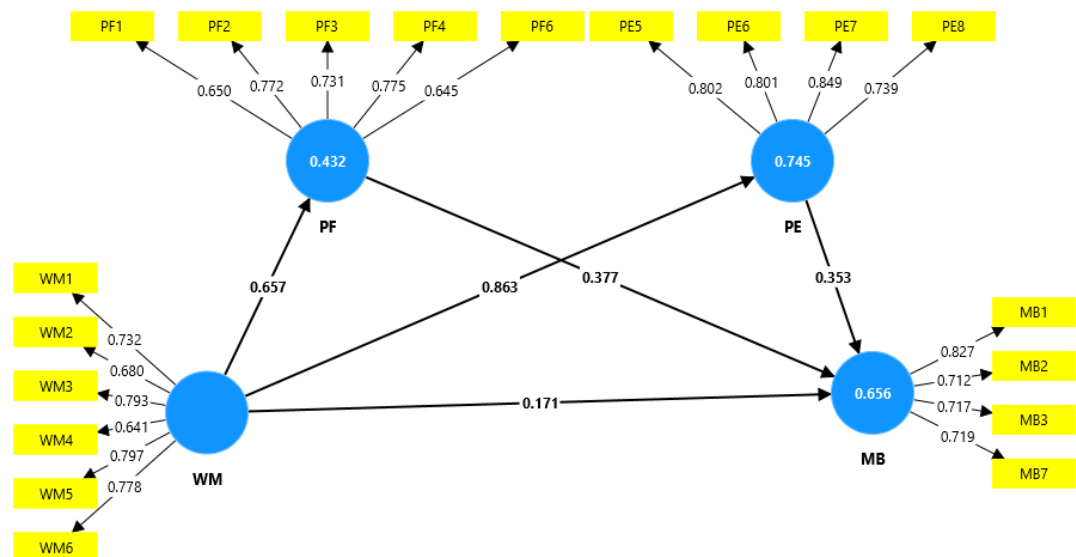 PF1 PF2 PF3 PF4 PF6 PE5 PE6 PE7 PE8
0.650 0.772 0.731 0.775 0.645 0.802 0.801 0.849 0.739
0.432 0.745
PF PE
WM1
WM2
WM3
WM4
WM5
WM6
0.732
0.680
0.793
0.641
0.797
0.778
WM
0.657
0.863
0.377
0.353
0.171
0.656
MB
0.827
0.712
0.717
0.719
MB1
MB2
MB3
MB7